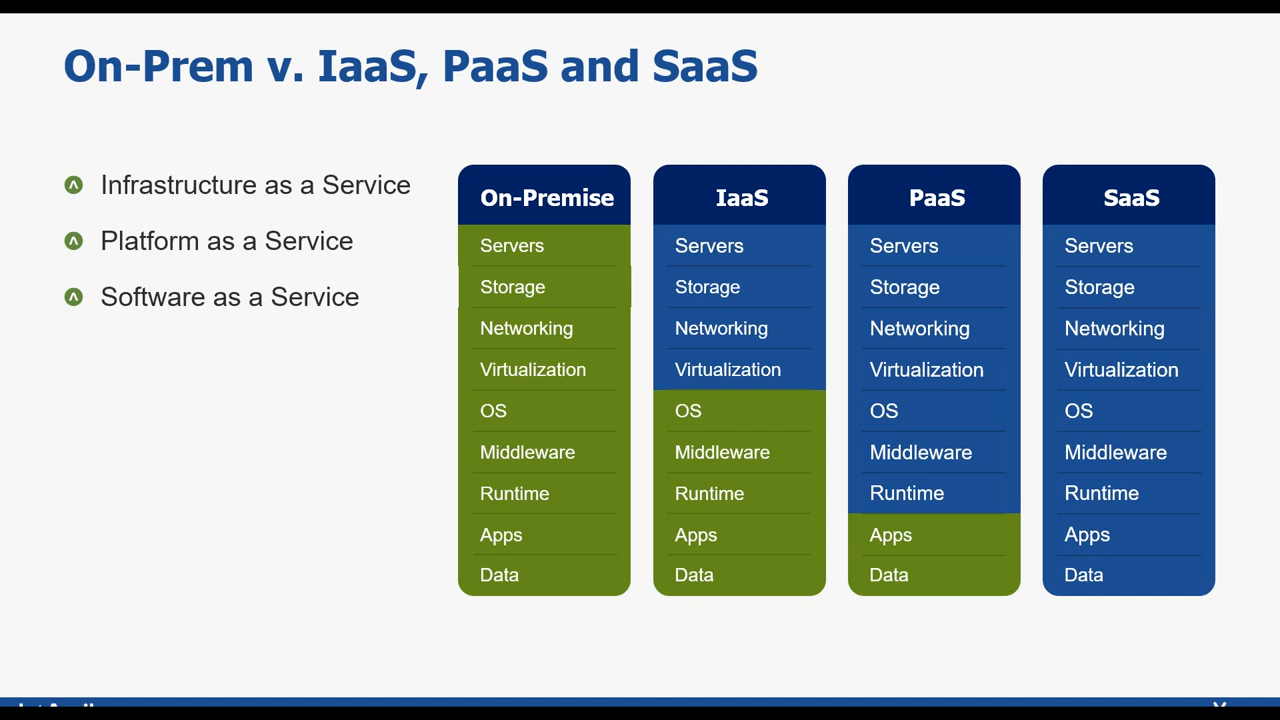 On-Prem v. IaaS, PaaS and SaaS
Infrastructure as a Service
Platform as a Service
Software as a Service
On-Premise
Servers
Storage
Networking
Virtualization
OS
Middleware
Runtime
Apps
Data
IaaS
Servers
Storage
Networking
Virtualization
OS
Middleware
Runtime
Apps
Data
PaaS
Servers
Storage
Networking
Virtualization
OS
Middleware
Runtime
Apps
Data
SaaS
Servers
Storage
Networking
Virtualization
OS
Middleware
Runtime
Apps
Data